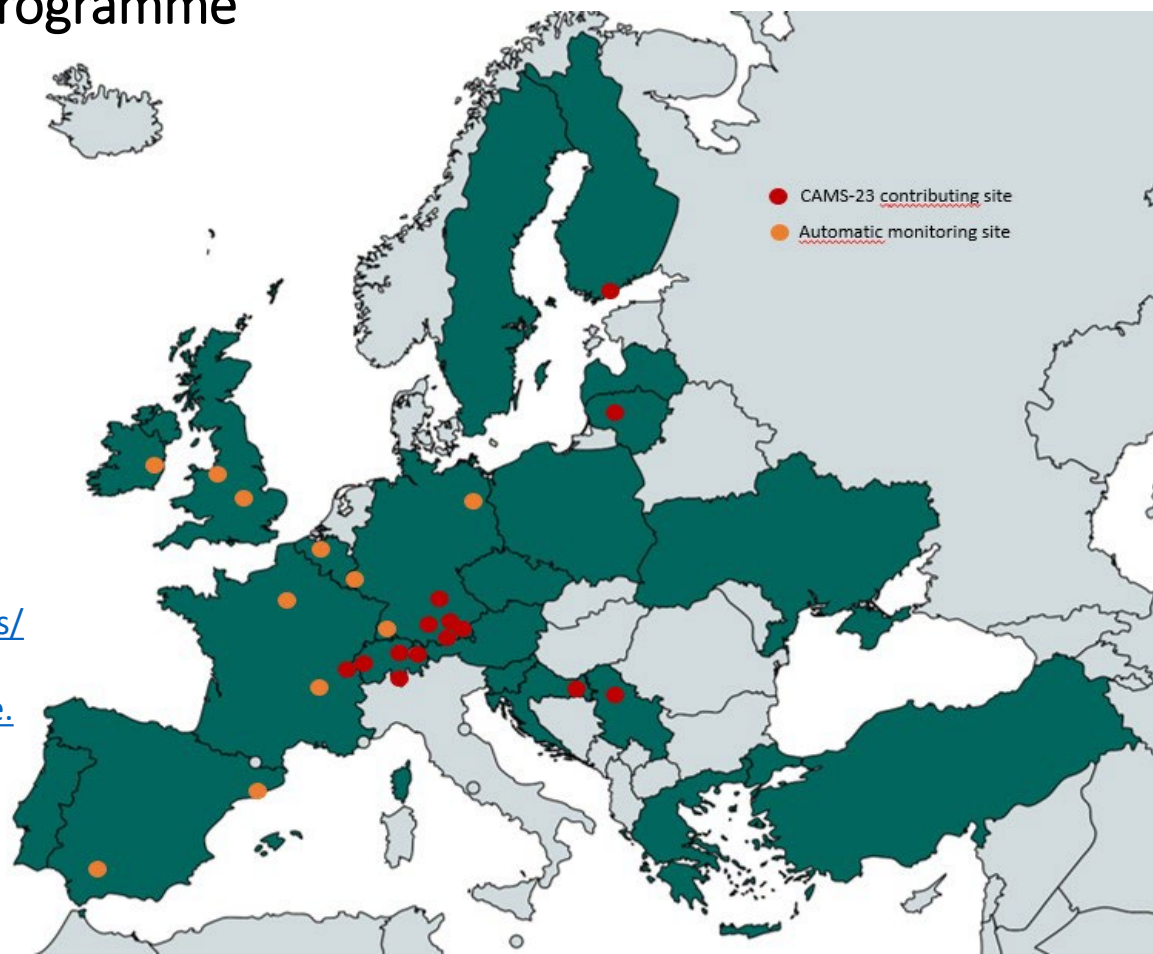 rogramme
CAMS-23 contributing site
Automatic monitoring site
s/
e.